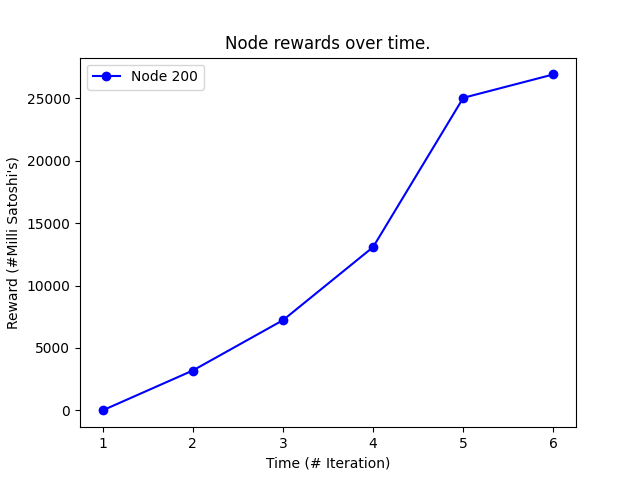 Node rewards over time.
Node 200
25000
20000
15000
10000
5000
0
Reward (#Milli Satoshi's)
1 2 3 4 5 6
Time (# Iteration)